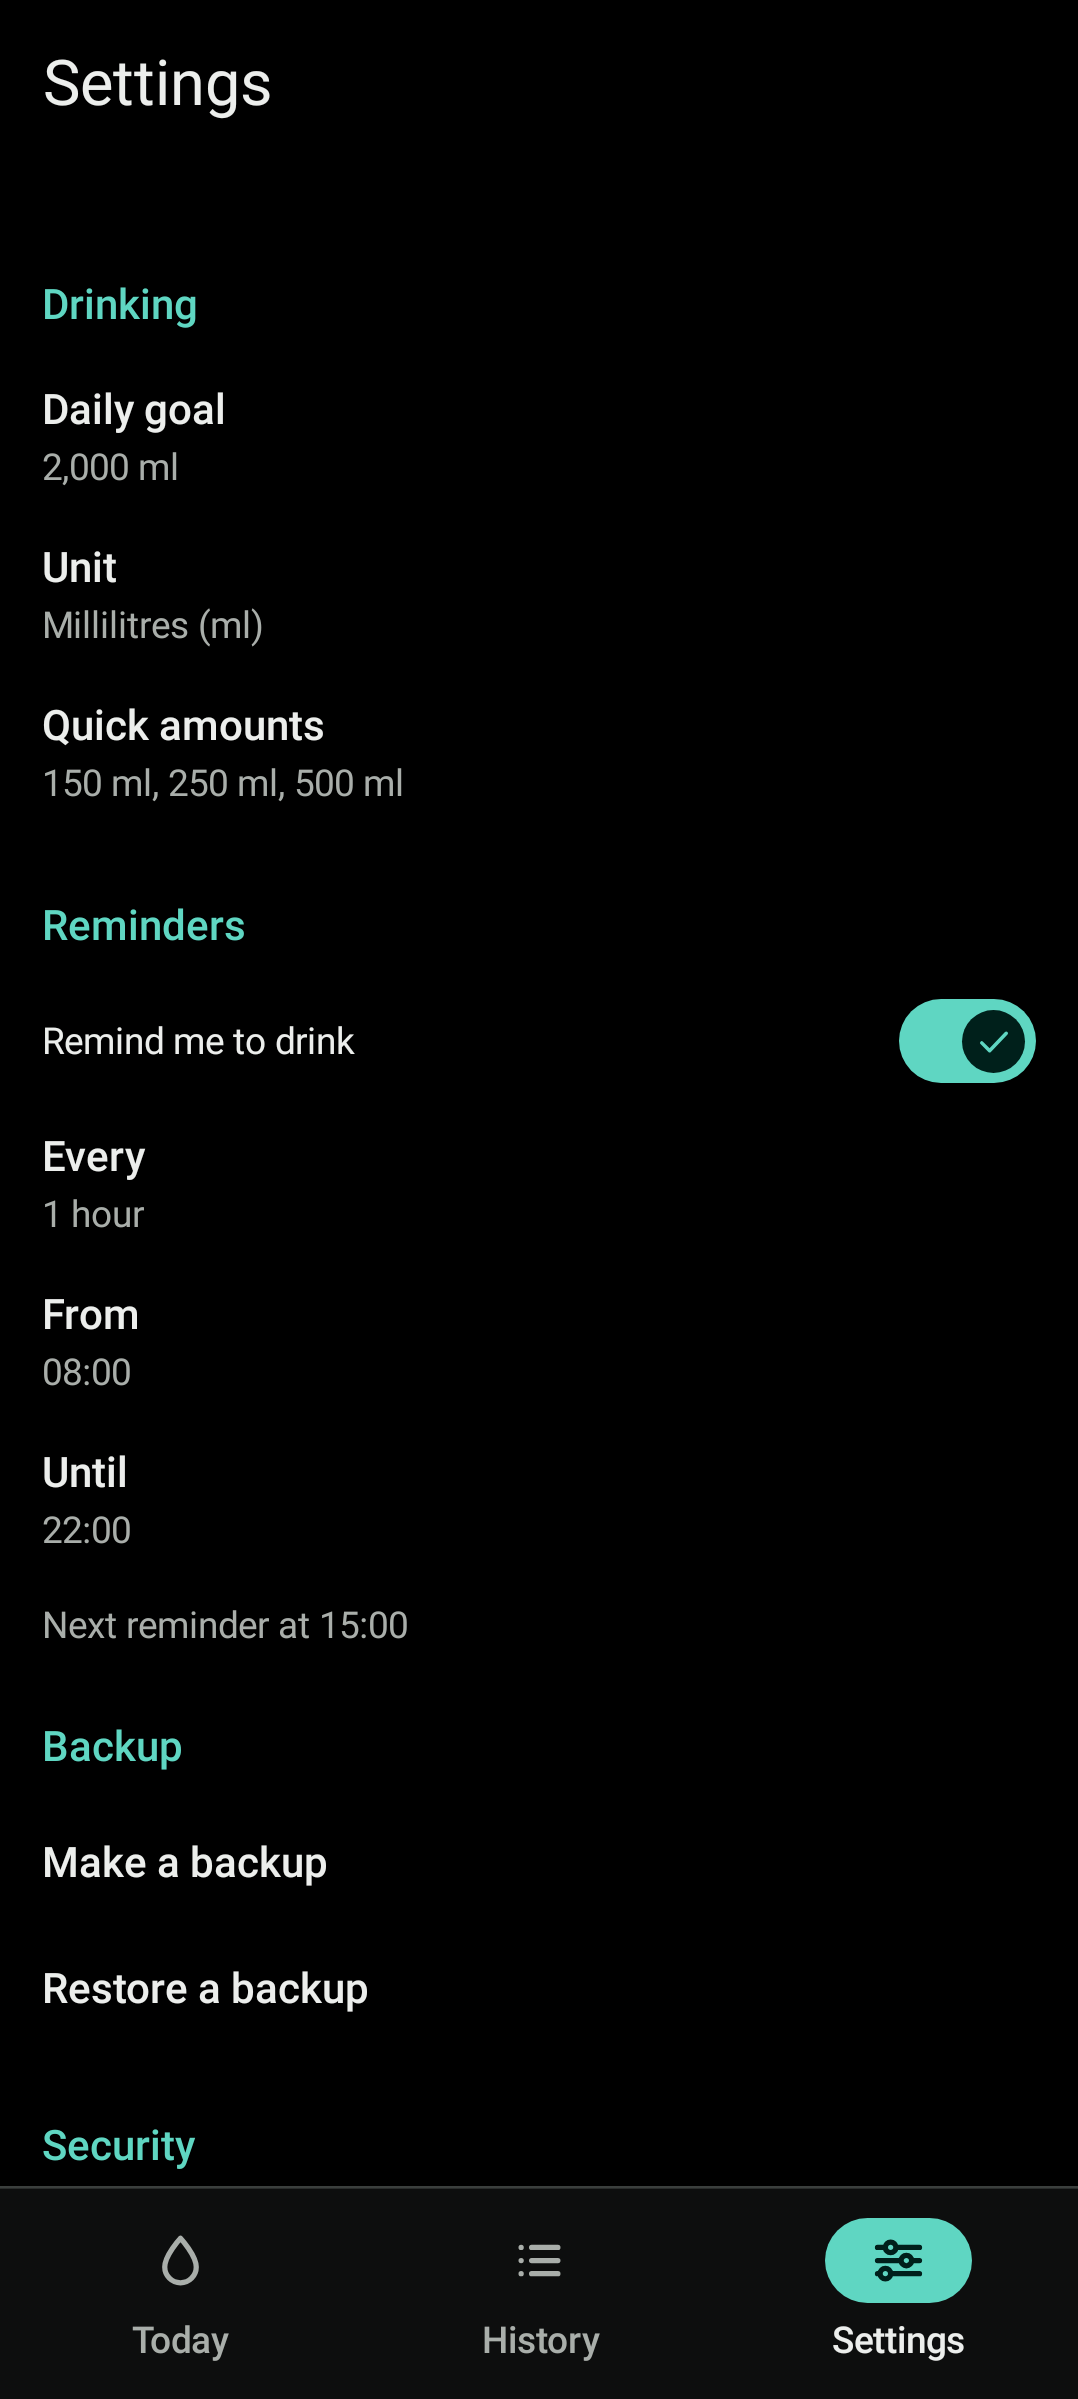 Settings
Drinking
Daily goal
2,000 ml
Unit
Millilitres (ml)
Quick amounts
150 ml, 250 ml, 500 ml
Reminders
Remind me to drink
Every
1 hour
From
08:00
Until
22:00
Next reminder at 15:00
Backup
Make a backup
Restore a backup
Security
Today
History
Settings